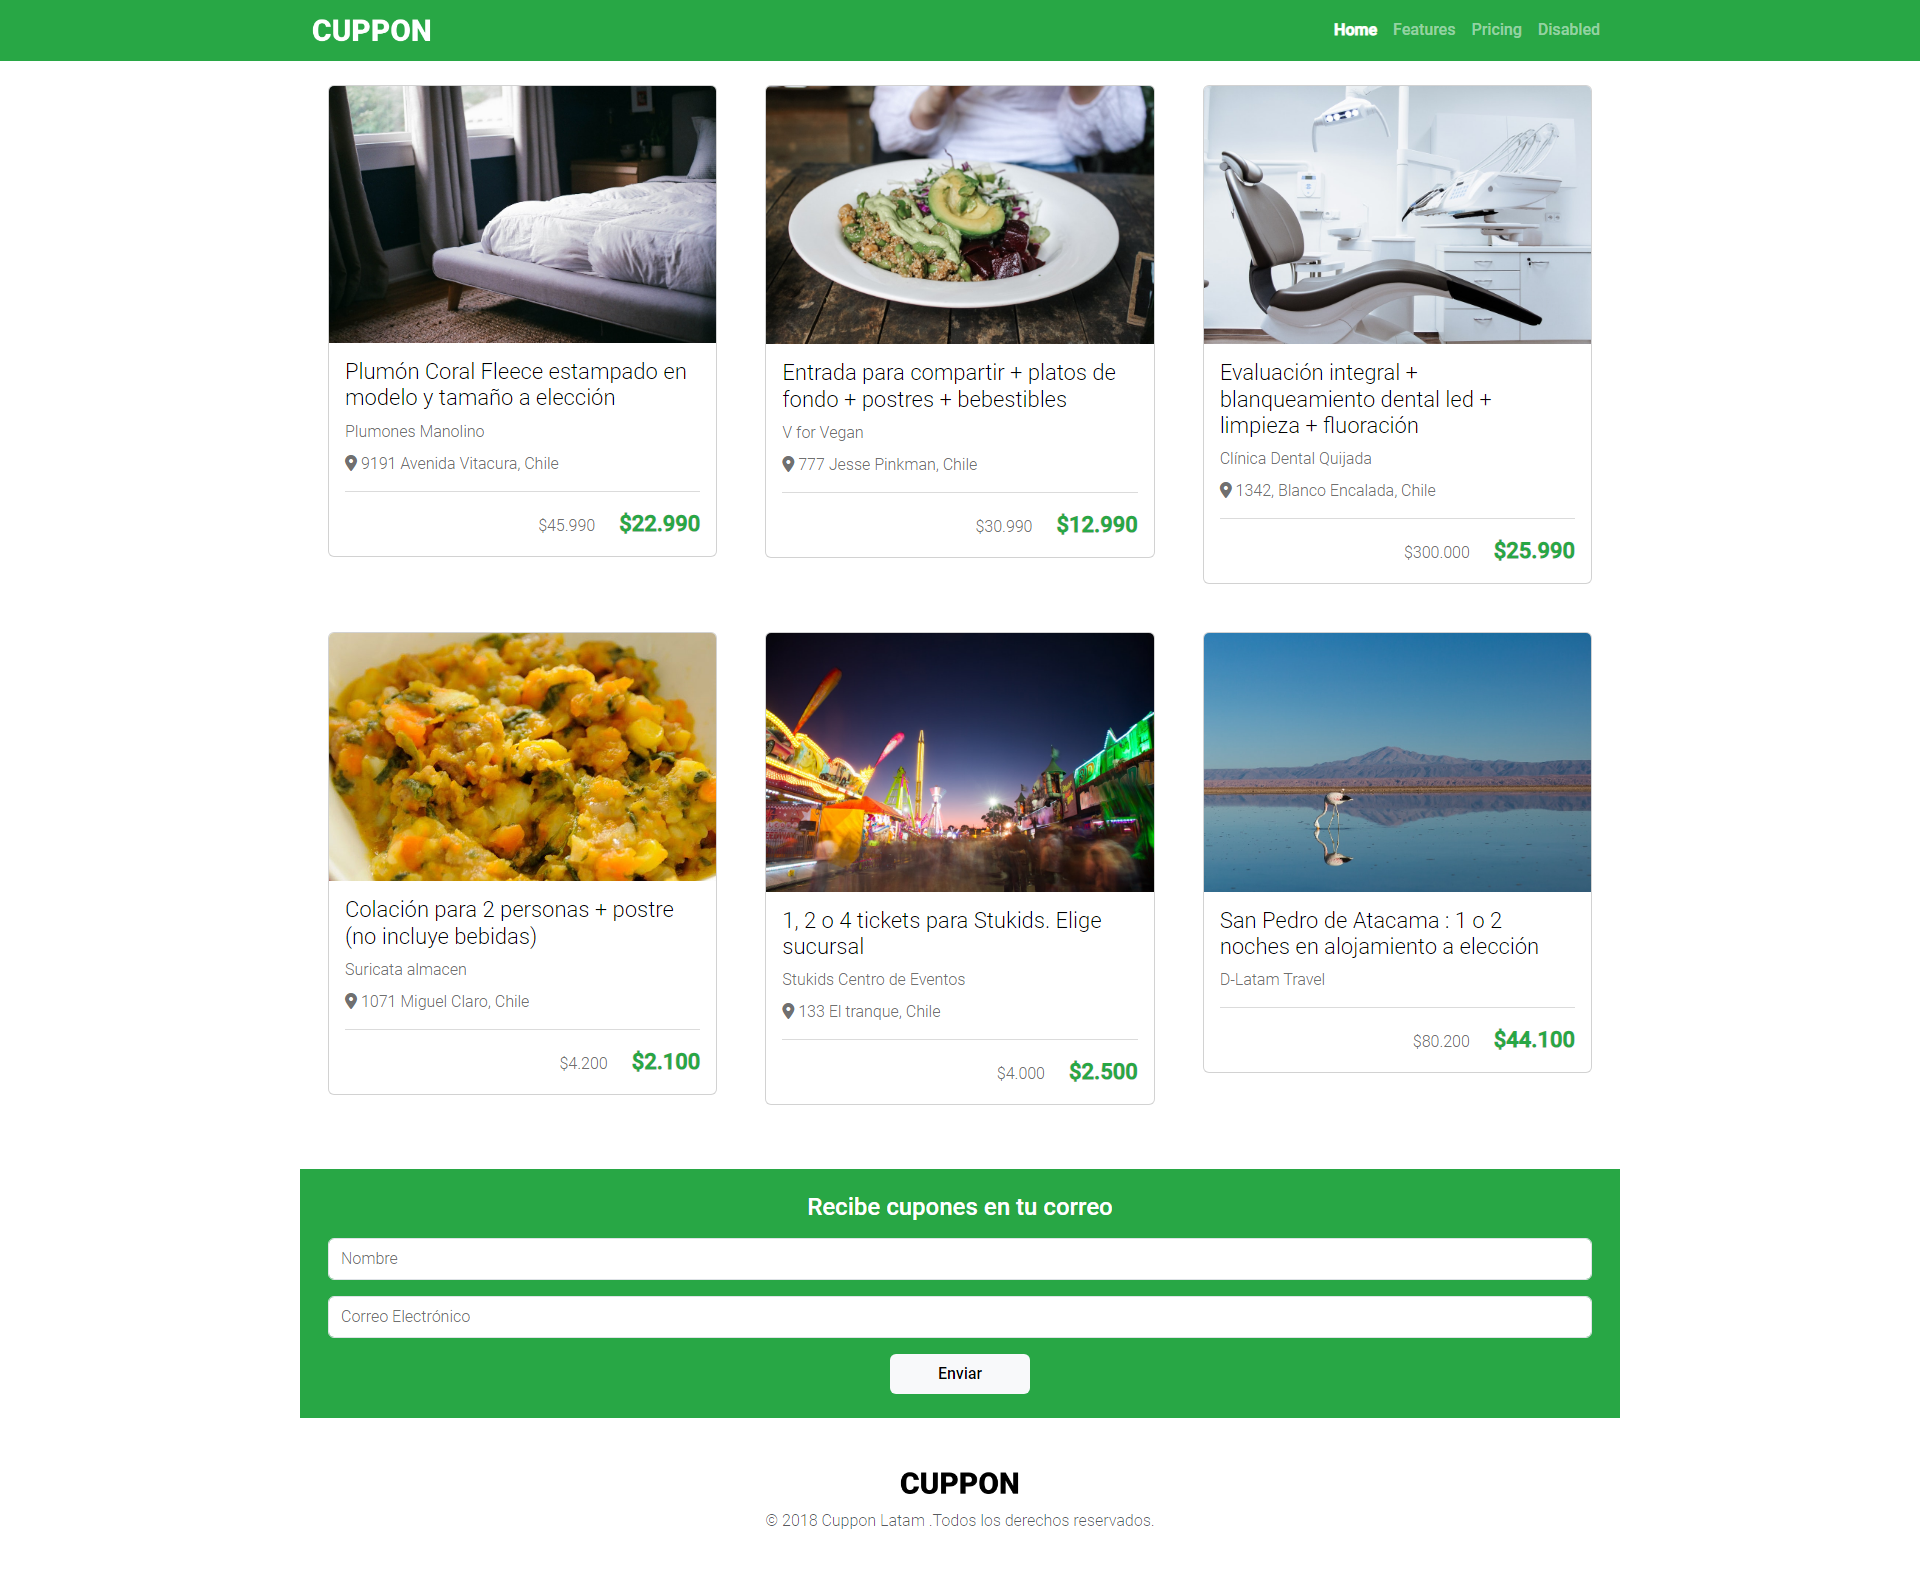 CUPPON
Home Features Pricing Disabled
Plumón Coral Fleece estampado en
modelo y tamaño a elección
Plumones Manolino
9191 Avenida Vitacura, Chile
$45.990 $22.990
Entrada para compartir + platos de
fondo + postres + bebestibles
V for Vegan
777 Jesse Pinkman, Chile
$30.990 $12.990
Evaluación integral +
blanqueamiento dental led +
limpieza + fluoración
Clínica Dental Quijada
1342, Blanco Encalada, Chile
$300.000 $25.990
Colación para 2 personas + postre
(no incluye bebidas)
Suricata almacen
1071 Miguel Claro, Chile
$4.200 $2.100
1, 2 o 4 tickets para Stukids. Elige
sucursal
Stukids Centro de Eventos
133 El tranque, Chile
$4.000 $2.500
San Pedro de Atacama : 1 o 2
noches en alojamiento a elección
D-Latam Travel
$80.200 $44.100
Recibe cupones en tu correo
Nombre
Correo Electrónico
Enviar
CUPPON
© 2018 Cuppon Latam .Todos los derechos reservados.